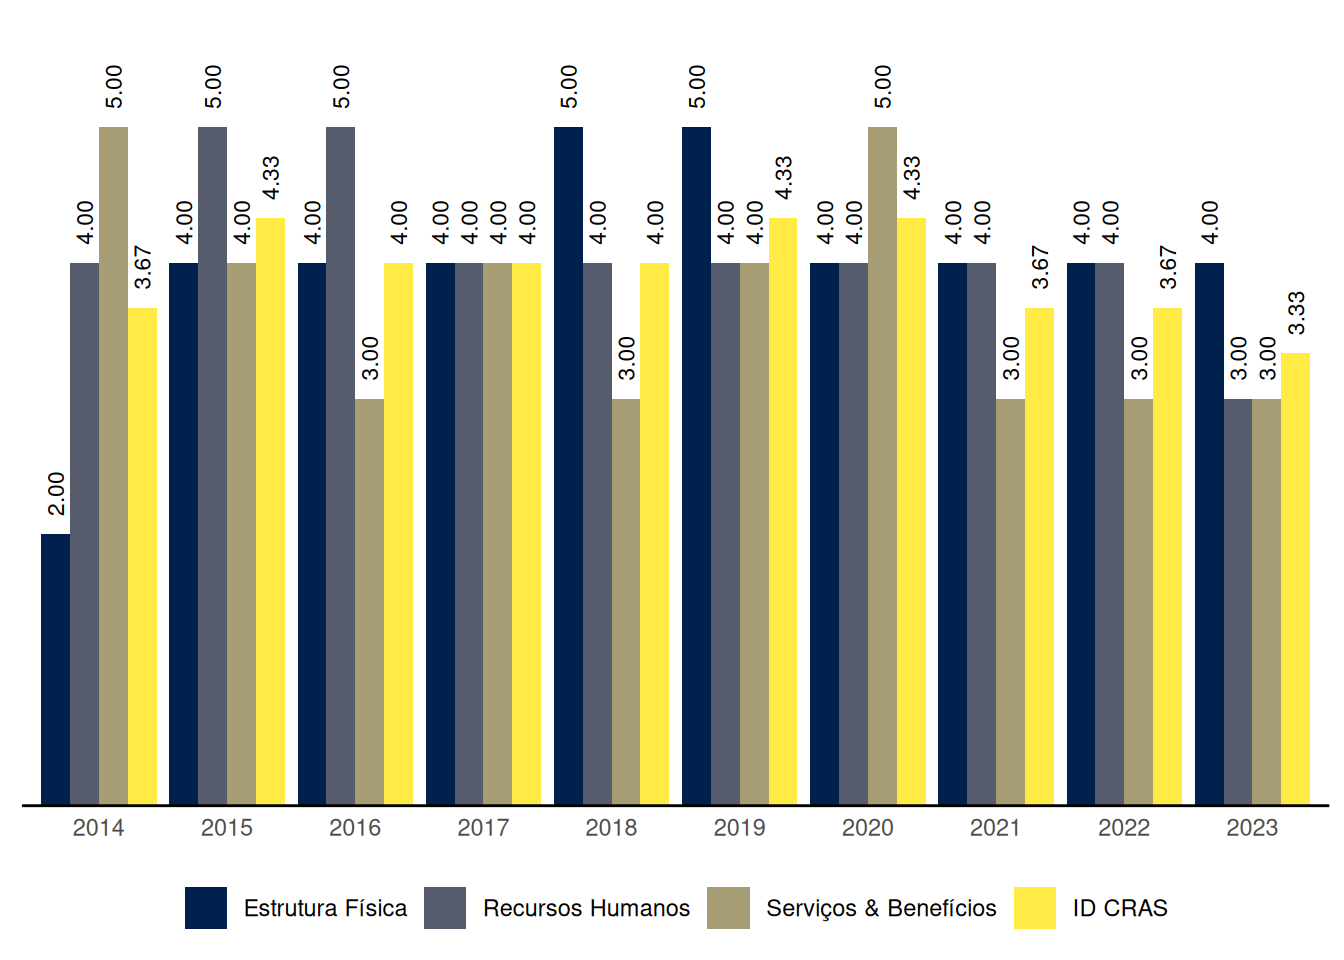 5.00 5.00 5.00 5.00 5.00 5.00
4.33 4.33 4.33
4.00 4.00 4.00 4.00 4.00 4.00 4.00 4.00 4.00 4.00 4.00 4.00 4.00 4.00 4.00 4.00 4.00 4.00 4.00 4.00 4.00
3.67 3.67 3.67
3.33
3.00 3.00 3.00 3.00 3.00 3.00
2.00
2014 2015 2016 2017 2018 2019 2020 2021 2022 2023
Estrutura Física Recursos Humanos Serviços & Benefícios ID CRAS